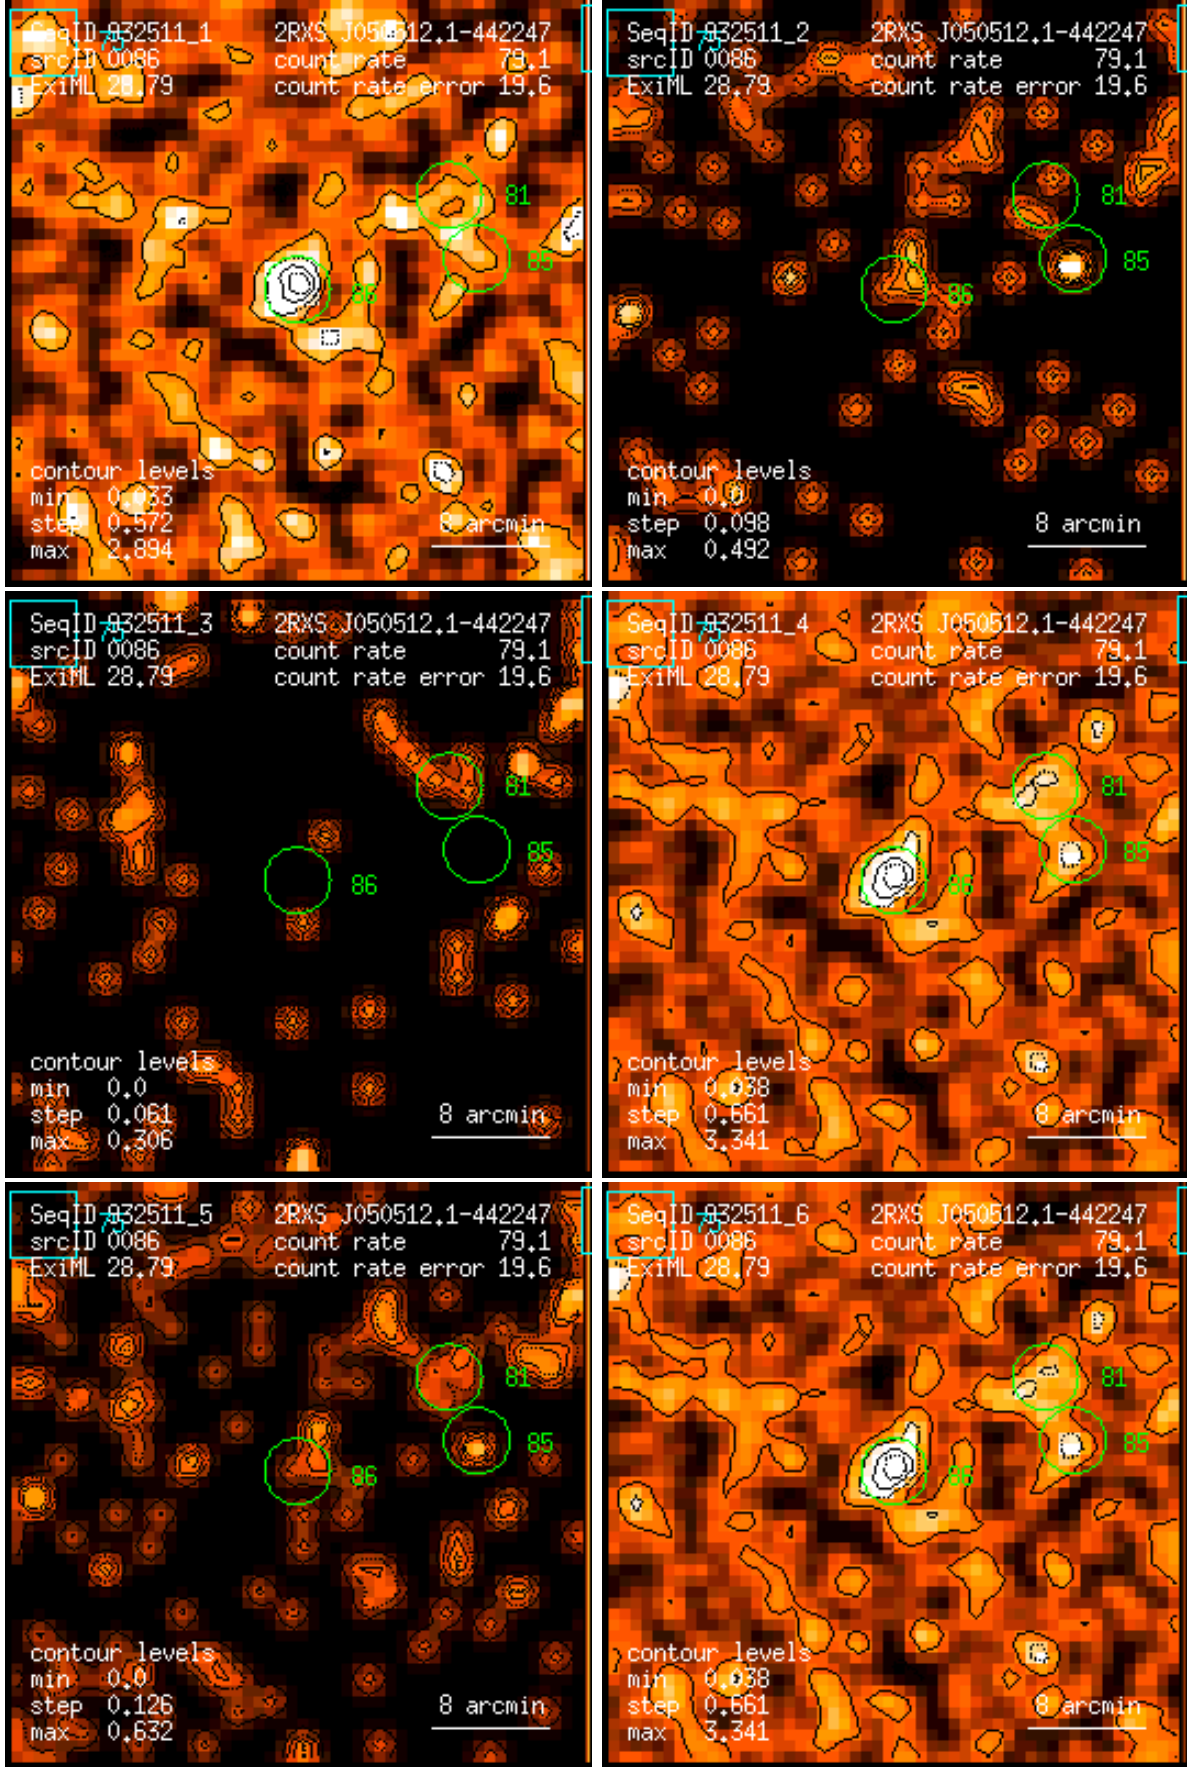 SeqID 932511_1 2RXS J050512.1-442247
75
srcID 0086 count rate 79.1
ExiML 28.79 count rate error 19.6
81
85
86
contour levels
min 0.033
step 0.572 8 arcmin
max 2.894
SeqID 932511_2 2RXS J050512.1-442247
75
srcID 0086 count rate 79.1
ExiML 28.79 count rate error 19.6
81
85
86
contour levels
min 0.0
step 0.098 8 arcmin
max 0.492
SeqID 932511_3 2RXS J050512.1-442247
75
srcID 0086 count rate 79.1
ExiML 28.79 count rate error 19.6
81
85
86
contour levels
min 0.0
step 0.061 8 arcmin
max 0.306
SeqID 932511_4 2RXS J050512.1-442247
75
srcID 0086 count rate 79.1
ExiML 28.79 count rate error 19.6
81
85
86
contour levels
min 0.038
step 0.661 8 arcmin
max 3.341
SeqID 932511_5 2RXS J050512.1-442247
75
srcID 0086 count rate 79.1
ExiML 28.79 count rate error 19.6
81
85
86
contour levels
min 0.0
step 0.126 8 arcmin
max 0.632
SeqID 932511_6 2RXS J050512.1-442247
75
srcID 0086 count rate 79.1
ExiML 28.79 count rate error 19.6
81
85
86
contour levels
min 0.038
step 0.661 8 arcmin
max 3.341